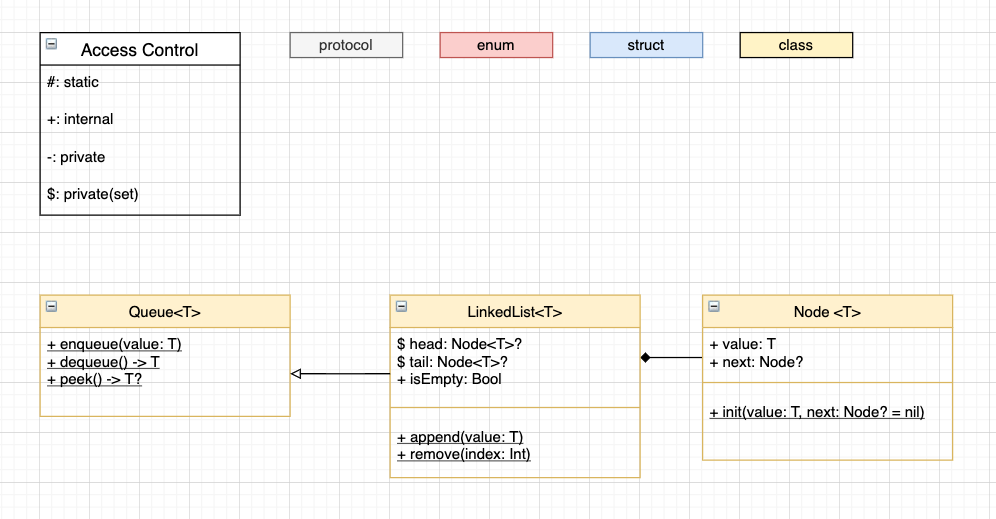 Access Control
#: static
+: internal
-: private
$: private(set)
protocol
enum
struct
class
Queue<T>
+ enqueue(value: T)
+ dequeue() -> T
+ peek() -> T?
LinkedList<T>
$ head: Node<T>?
$ tail: Node<T>?
+ isEmpty: Bool
+ append(value: T)
+ remove(index: Int)
Node <T>
+ value: T
+ next: Node?
+ init(value: T, next: Node? = nil)